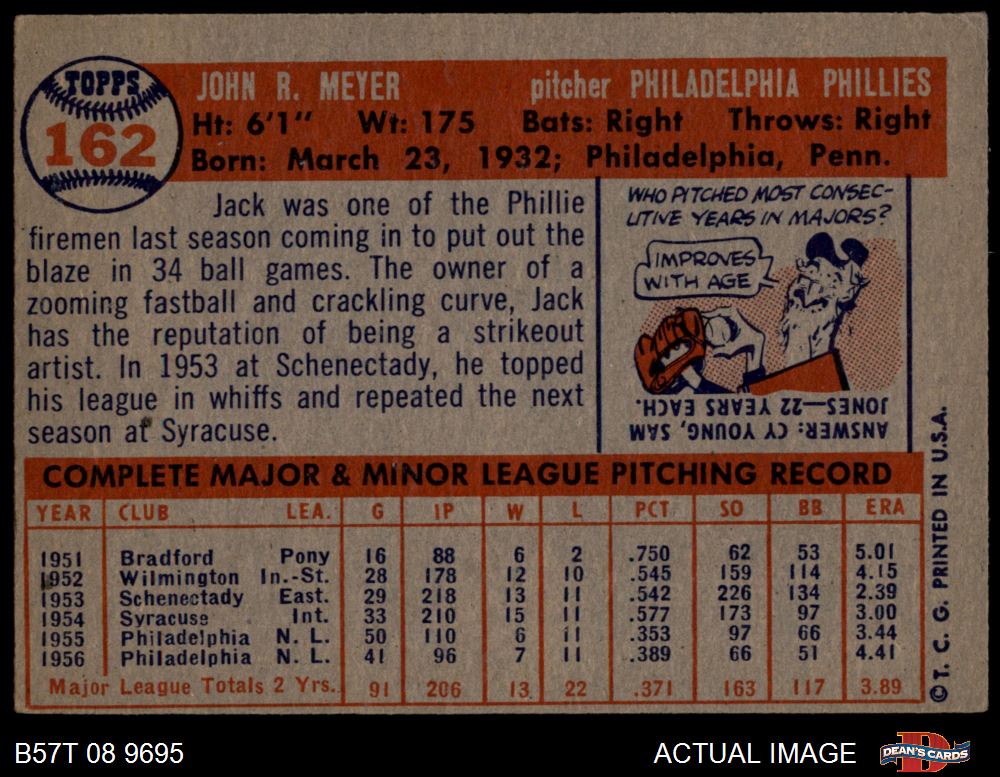 TOPPS
162
JOHN R. MEYER pitcher PHILADELPHIA PHILLIES
Ht: 6'1" Wt: 175 Bats: Right Throws: Right
Born: March 23, 1932; Philadelphia, Penn.
Jack was one of the Phillie
firemen last season coming in to put out the
blaze in 34 ball games. The owner of a
zooming fastball and crackling curve, Jack
has the reputation of being a strikeout
artist. In 1953 at Schenectady, he topped
his league in whiffs and repeated the next
season at Syracuse.
WHO PITCHED MOST CONSEC-
UTIVE YEARS IN MAJORS?
IMPROVES
WITH AGE
ANSWER: CY YOUNG, SAM
JONES—22 YEARS EACH.
COMPLETE MAJOR & MINOR LEAGUE PITCHING RECORD
YEAR CLUB LEA. G IP W L PCT SO BB ERA
1951 Bradford Pony 16 88 6 2 .750 62 53 5.01
1952 Wilmington In.-St. 28 178 12 10 .545 159 114 4.15
1953 Schenectady East. 29 218 13 11 .542 226 134 2.39
1954 Syracuse Int. 33 210 15 11 .577 173 97 3.00
1955 Philadelphia N. L. 50 110 6 11 .353 97 66 3.44
1956 Philadelphia N. L. 41 96 7 11 .389 66 51 4.41
Major League Totals 2 Yrs. 91 206 13 22 .371 163 117 3.89
© T. C. G. PRINTED IN U.S.A.
B57T 08 9695
ACTUAL IMAGE
DEAN'S CARDS